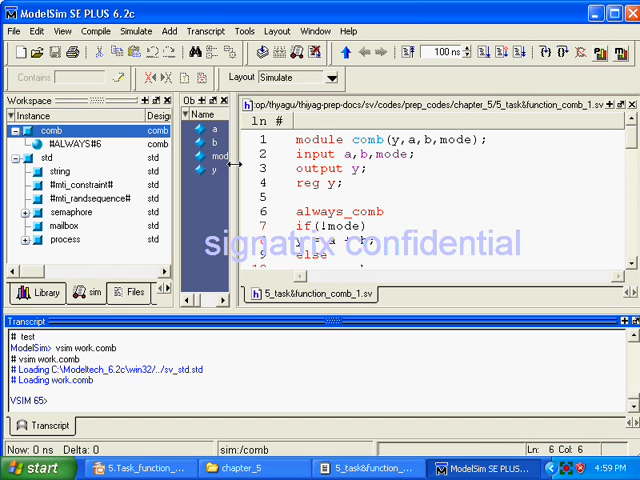 ModelSim SE PLUS 6.2c
File Edit View Compile Simulate Add Transcript Tools Layout Window Help
100 ns
Contains
Layout Simulate
Workspace
Instance Design
comb comb
#ALWAYS#6 comb
std std
string std
#mti_constraint# std
#mti_randsequence# std
semaphore std
mailbox std
process std
Library sim Files
Ob
Name
a
b
mod
y
:op/thyagu/thiyag-prep-docs/sv/codes/prep_codes/chapter_5/5_task&function_comb_1.sv
ln #
1 module comb(y,a,b,mode);
2 input a,b,mode;
3 output y;
4 reg y;
5
6 always_comb
7 if(!mode)
8 y = a + b;
9 else
signatrix confidential
5_task&function_comb_1.sv
Transcript
# test
ModelSim> vsim work.comb
# vsim work.comb
# Loading C:\Modeltech_6.2c\win32/../sv_std.std
# Loading work.comb
VSIM 65>
Transcript
Now: 0 ns Delta: 0 sim:/comb Ln: 6 Col: 6
start 5.Task_function_... chapter_5 5_task&function_... ModelSim SE PLUS... 4:59 PM